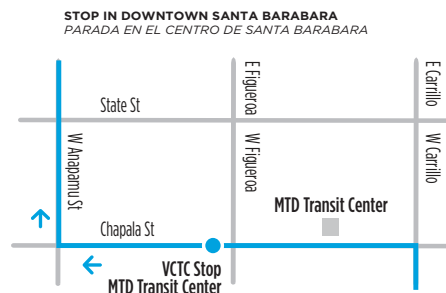 STOP IN DOWNTOWN SANTA BARABARA
PARADA EN EL CENTRO DE SANTA BARABARA
E Figueroa
E Carrillo
State St
W Anapamu St
W Figueroa
W Carrillo
MTD Transit Center
Chapala St
VCTC Stop
MTD Transit Center